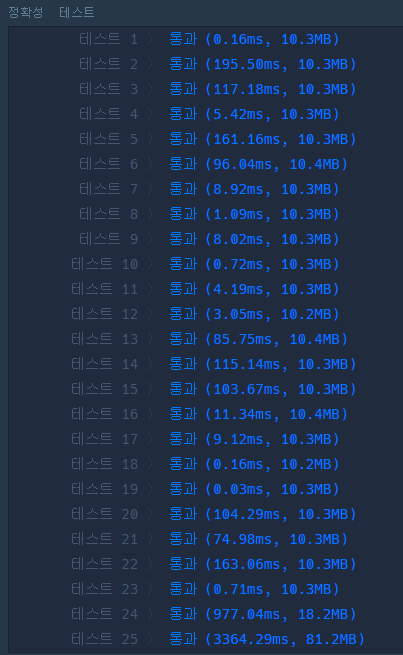 정확성 테스트
테스트 1 〉 통과 (0.16ms, 10.3MB)
테스트 2 〉 통과 (195.50ms, 10.3MB)
테스트 3 〉 통과 (117.18ms, 10.3MB)
테스트 4 〉 통과 (5.42ms, 10.3MB)
테스트 5 〉 통과 (161.16ms, 10.3MB)
테스트 6 〉 통과 (96.04ms, 10.4MB)
테스트 7 〉 통과 (8.92ms, 10.3MB)
테스트 8 〉 통과 (1.09ms, 10.3MB)
테스트 9 〉 통과 (8.02ms, 10.3MB)
테스트 10 〉 통과 (0.72ms, 10.3MB)
테스트 11 〉 통과 (4.19ms, 10.3MB)
테스트 12 〉 통과 (3.05ms, 10.2MB)
테스트 13 〉 통과 (85.75ms, 10.4MB)
테스트 14 〉 통과 (115.14ms, 10.3MB)
테스트 15 〉 통과 (103.67ms, 10.3MB)
테스트 16 〉 통과 (11.34ms, 10.4MB)
테스트 17 〉 통과 (9.12ms, 10.3MB)
테스트 18 〉 통과 (0.16ms, 10.2MB)
테스트 19 〉 통과 (0.03ms, 10.3MB)
테스트 20 〉 통과 (104.29ms, 10.3MB)
테스트 21 〉 통과 (74.98ms, 10.3MB)
테스트 22 〉 통과 (163.06ms, 10.3MB)
테스트 23 〉 통과 (0.71ms, 10.3MB)
테스트 24 〉 통과 (977.04ms, 18.2MB)
테스트 25 〉 통과 (3364.29ms, 81.2MB)